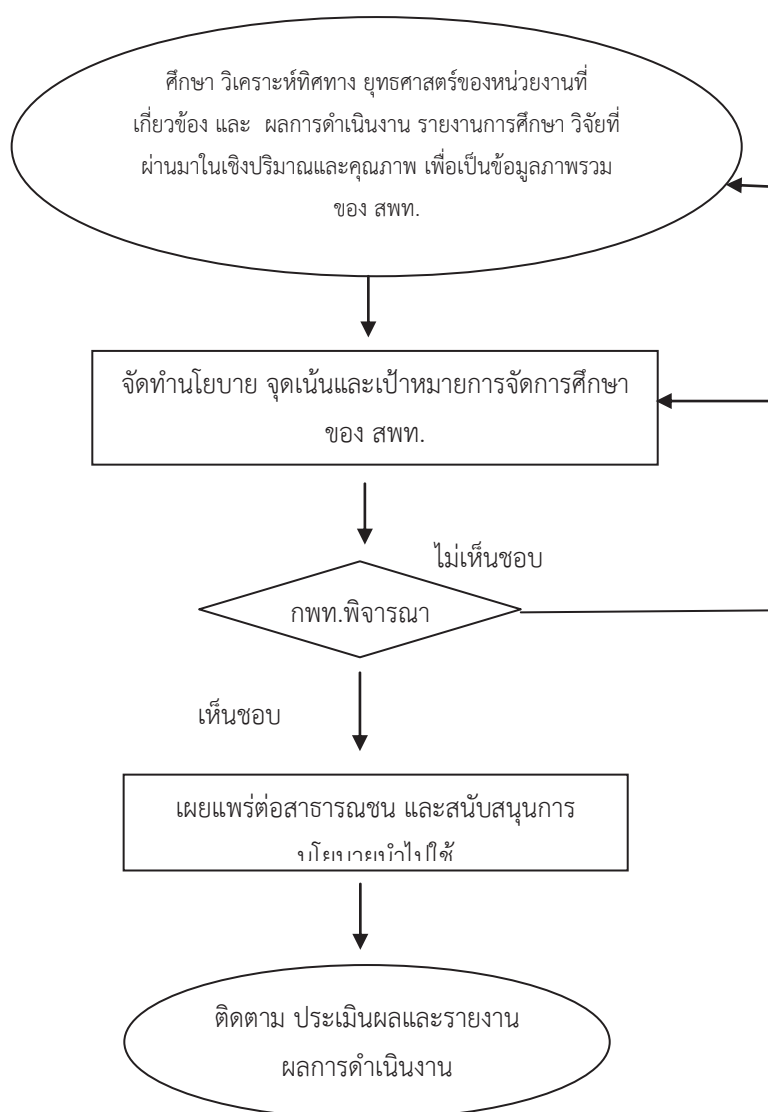 ศึกษา วิเคราะห์ทิศทาง ยุทธศาสตร์ของหน่วยงานที่
เกี่ยวข้อง และ ผลการดำเนินงาน รายงานการศึกษา วิจัยที่
ผ่านมาในเชิงปริมาณและคุณภาพ เพื่อเป็นข้อมูลภาพรวม
ของ สพท.
จัดทำนโยบาย จุดเน้นและเป้าหมายการจัดการศึกษา
ของ สพท.
ไม่เห็นชอบ
กพท.พิจารณา
เห็นชอบ
เผยแพร่ต่อสาธารณชน และสนับสนุนการ
นโยบายนำไปใช้
ติดตาม ประเมินผลและรายงาน
ผลการดำเนินงาน